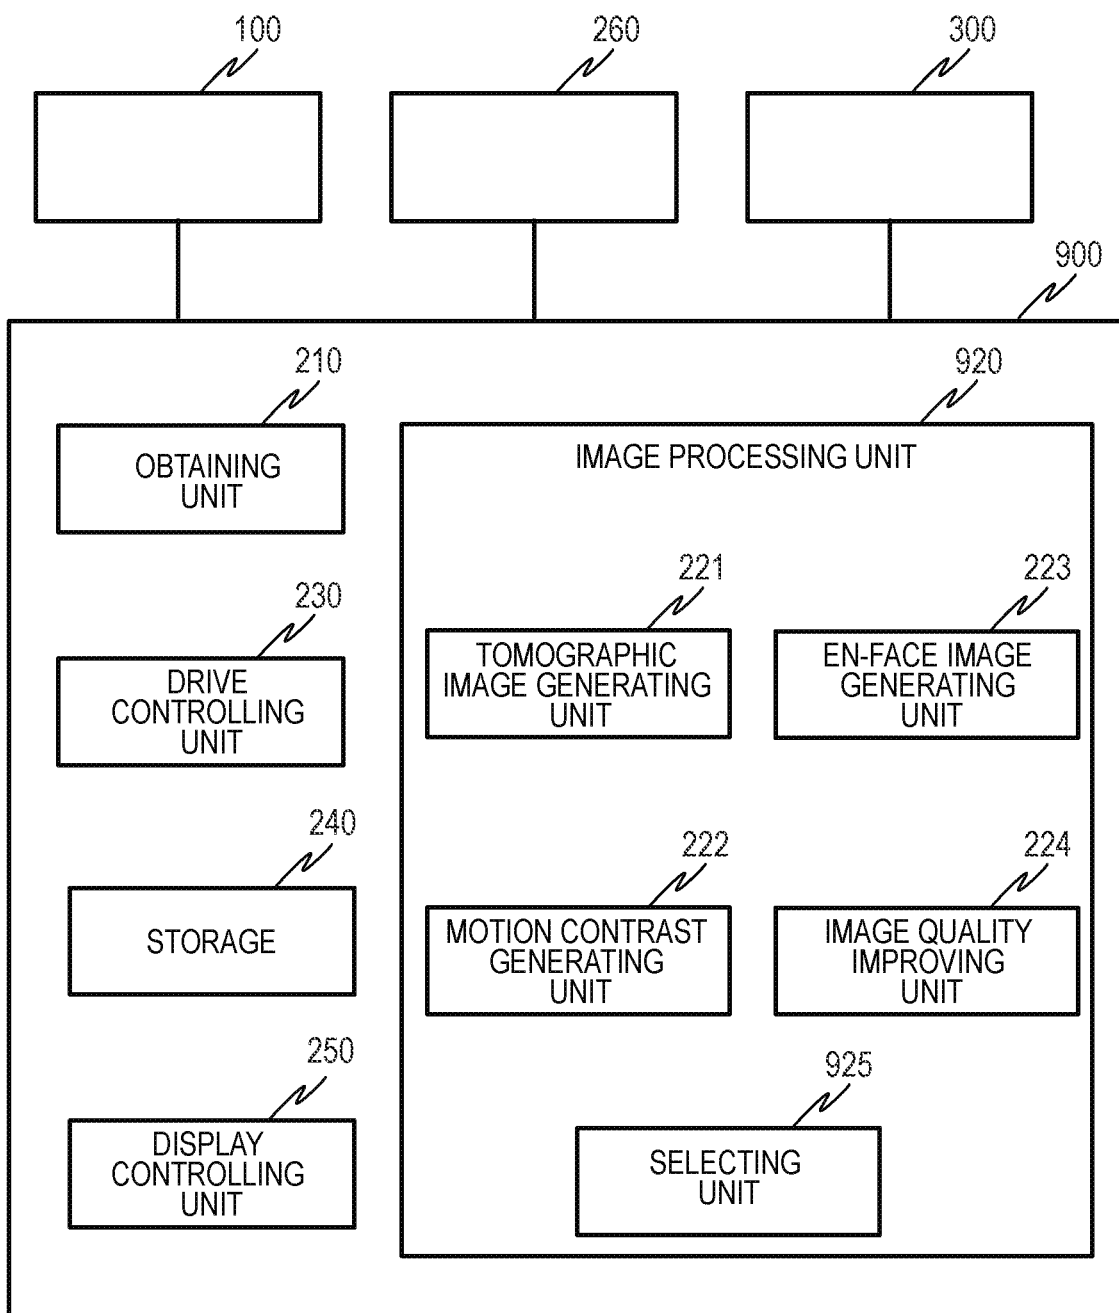 100
260
300
900
210
920
OBTAINING
UNIT
IMAGE PROCESSING UNIT
230
221
223
DRIVE
CONTROLLING
UNIT
TOMOGRAPHIC
IMAGE GENERATING
UNIT
EN-FACE IMAGE
GENERATING
UNIT
240
222
224
STORAGE
MOTION CONTRAST
GENERATING
UNIT
IMAGE QUALITY
IMPROVING
UNIT
250
925
DISPLAY
CONTROLLING
UNIT
SELECTING
UNIT